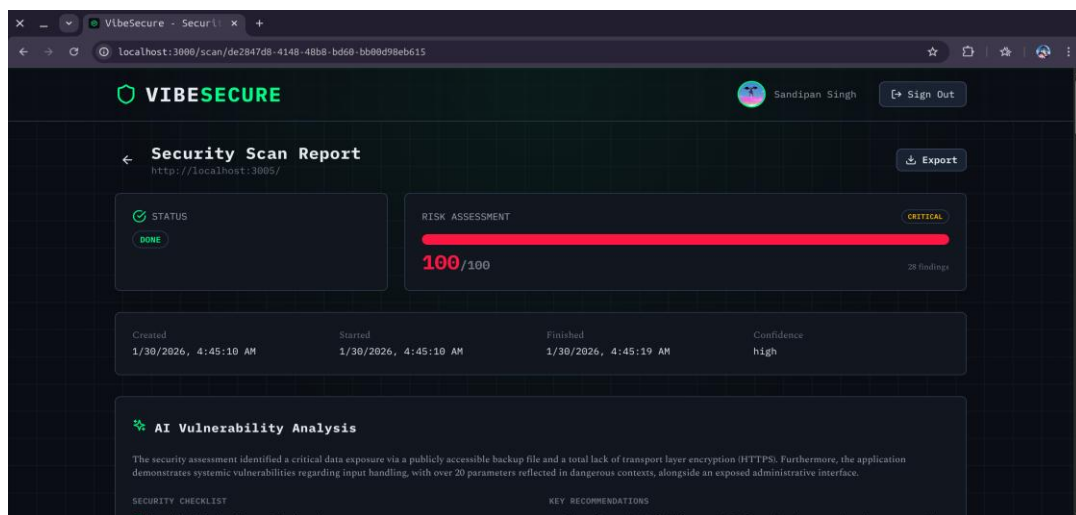 VibeSecure - Securit
localhost:3000/scan/de2847d8-4148-48b8-bd60-bb00d98eb615
VIBESECURE
Sandipan Singh
Sign Out
Security Scan Report
http://localhost:3005/
Export
STATUS
DONE
RISK ASSESSMENT
CRITICAL
100/100
28 findings
Created
Started
Finished
Confidence
1/30/2026, 4:45:10 AM
1/30/2026, 4:45:10 AM
1/30/2026, 4:45:19 AM
high
AI Vulnerability Analysis
The security assessment identified a critical data exposure via a publicly accessible backup file and a total lack of transport layer encryption (HTTPS). Furthermore, the application
demonstrates systemic vulnerabilities regarding input handling, with over 20 parameters reflected in dangerous contexts, alongside an exposed administrative interface.
SECURITY CHECKLIST
KEY RECOMMENDATIONS